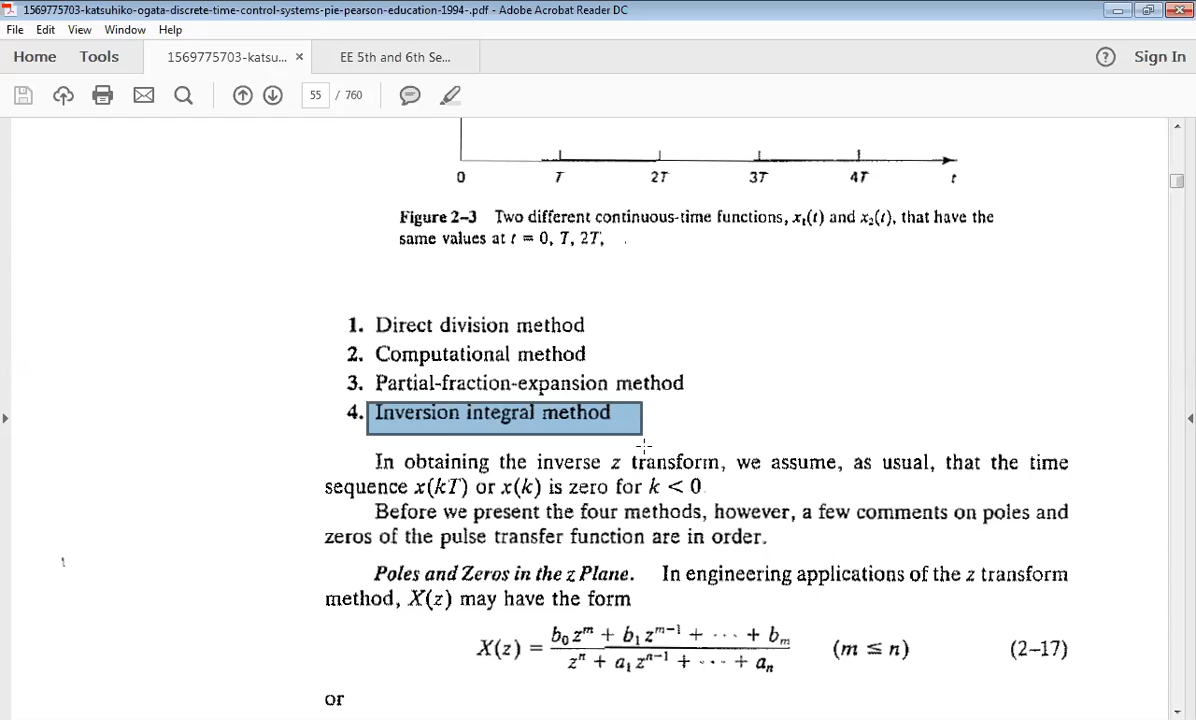 1569775703-katsuhiko-ogata-discrete-time-control-systems-pie-pearson-education-1994-.pdf - Adobe Acrobat Reader DC
File Edit View Window Help
Home Tools 1569775703-katsu... × EE 5th and 6th Se... ? Sign In
55 / 760
0 T 2T 3T 4T t
Figure 2–3 Two different continuous-time functions, x₁(t) and x₂(t), that have the
same values at t = 0, T, 2T, .
1. Direct division method
2. Computational method
3. Partial-fraction-expansion method
4. Inversion integral method
In obtaining the inverse z transform, we assume, as usual, that the time
sequence x(kT) or x(k) is zero for k < 0.
Before we present the four methods, however, a few comments on poles and
zeros of the pulse transfer function are in order.
Poles and Zeros in the z Plane. In engineering applications of the z transform
method, X(z) may have the form
X(z) = (b₀zᵐ + b₁zᵐ⁻¹ + ··· + bₘ) / (zⁿ + a₁zⁿ⁻¹ + ··· + aₙ) (m ≤ n) (2–17)
or